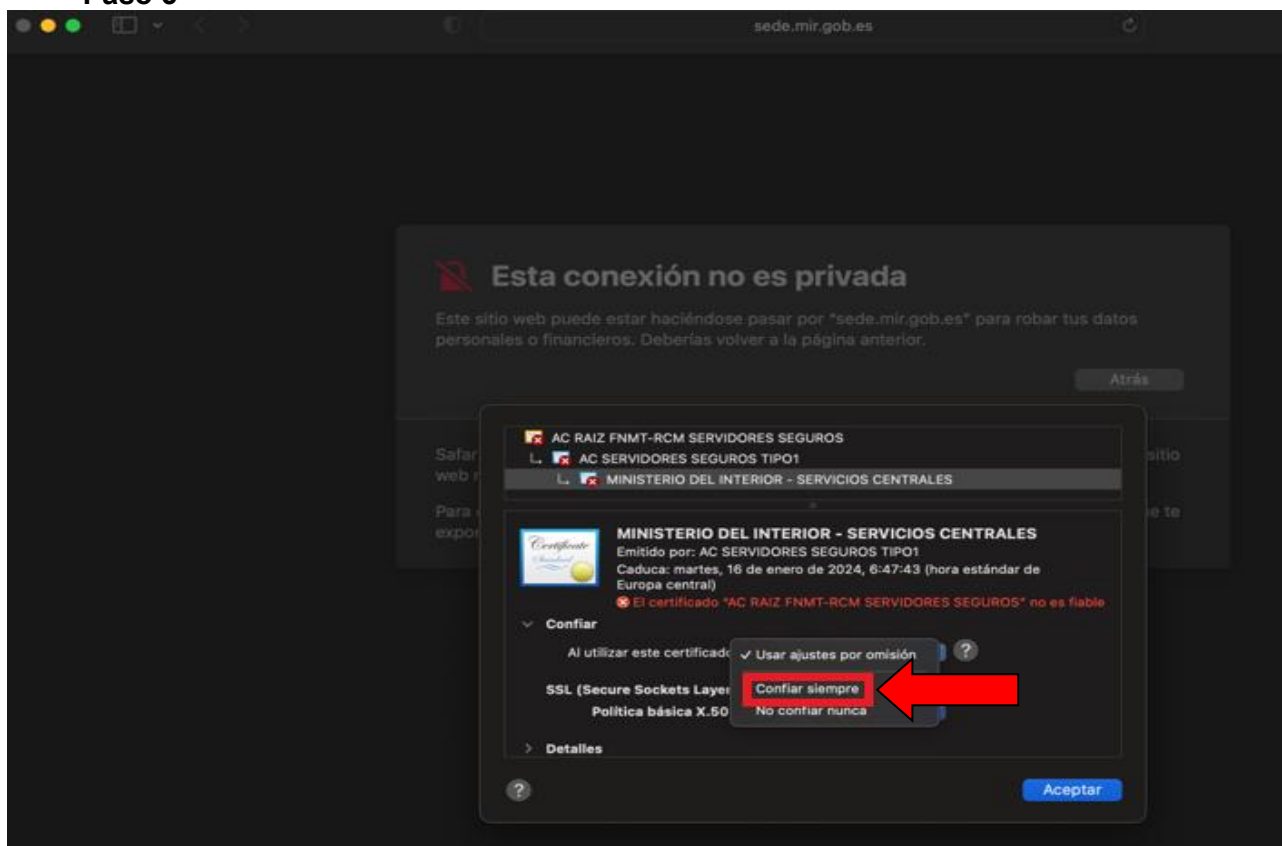 sede.mir.gob.es
Esta conexión no es privada
Este sitio web puede estar haciéndose pasar por "sede.mir.gob.es" para robar tus datos
personales o financieros. Deberías volver a la página anterior.
Atrás
Safar
sitio
web
Para
e te
expo
AC RAIZ FNMT-RCM SERVIDORES SEGUROS
AC SERVIDORES SEGUROS TIPO1
MINISTERIO DEL INTERIOR - SERVICIOS CENTRALES
Certificate
Standard
MINISTERIO DEL INTERIOR - SERVICIOS CENTRALES
Emitido por: AC SERVIDORES SEGUROS TIPO1
Caduca: martes, 16 de enero de 2024, 6:47:43 (hora estándar de
Europa central)
El certificado "AC RAIZ FNMT-RCM SERVIDORES SEGUROS" no es fiable
Confiar
Al utilizar este certificado
Usar ajustes por omisión
?
SSL (Secure Sockets Layer
Confiar siempre
Política básica X.50
No confiar nunca
Detalles
?
Aceptar